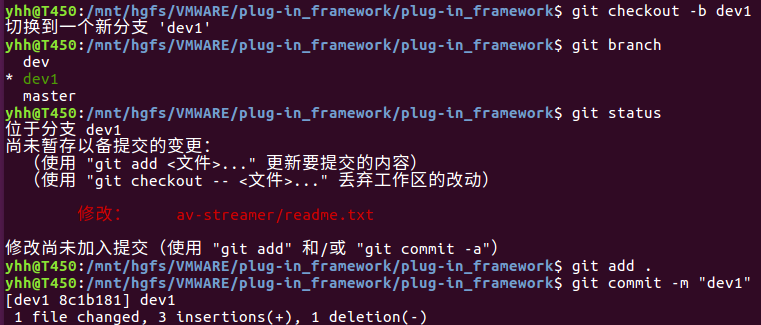 yhh@T450:/mnt/hgfs/VMWARE/plug-in_framework/plug-in_framework$ git checkout -b dev1
切换到一个新分支 'dev1'
yhh@T450:/mnt/hgfs/VMWARE/plug-in_framework/plug-in_framework$ git branch
  dev
* dev1
  master
yhh@T450:/mnt/hgfs/VMWARE/plug-in_framework/plug-in_framework$ git status
位于分支 dev1
尚未暂存以备提交的变更：
  （使用 "git add <文件>..." 更新要提交的内容）
  （使用 "git checkout -- <文件>..." 丢弃工作区的改动）
        修改：     av-streamer/readme.txt
修改尚未加入提交（使用 "git add" 和/或 "git commit -a"）
yhh@T450:/mnt/hgfs/VMWARE/plug-in_framework/plug-in_framework$ git add .
yhh@T450:/mnt/hgfs/VMWARE/plug-in_framework/plug-in_framework$ git commit -m "dev1"
[dev1 8c1b181] dev1
 1 file changed, 3 insertions(+), 1 deletion(-)